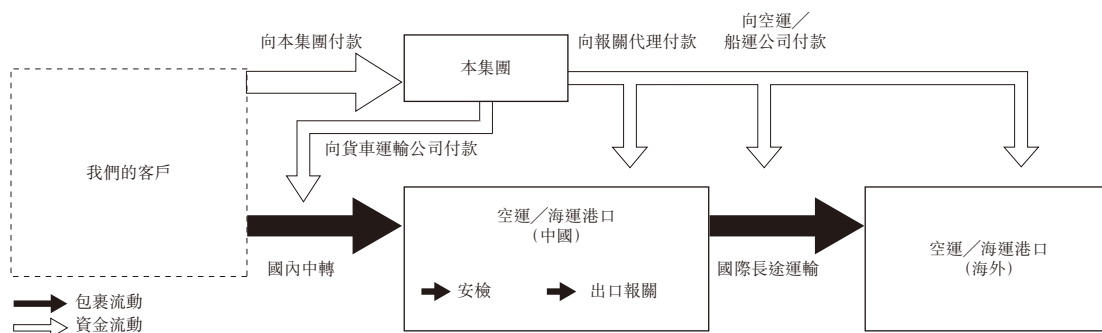 向空運／
船運公司付款
向本集團付款
向報關代理付款
本集團
向貨車運輸公司付款
我們的客戶
空運／海運港口
(中國)
空運／海運港口
(海外)
國內中轉
國際長途運輸
安檢
出口報關
包裹流動
資金流動